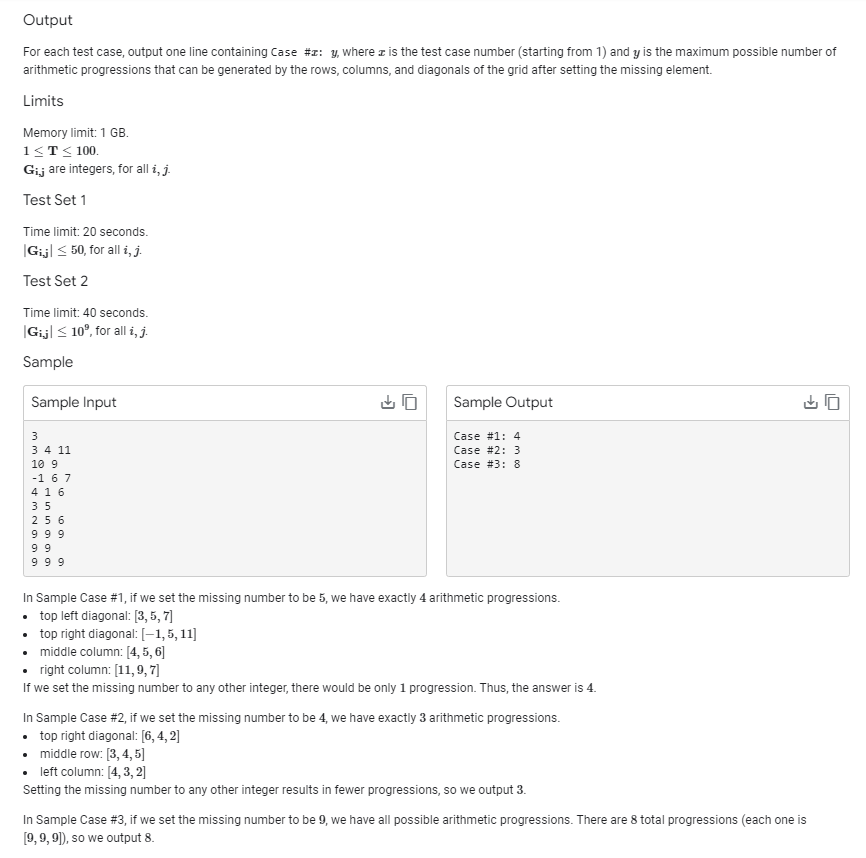 Output
For each test case, output one line containing Case #x: y, where x is the test case number (starting from 1) and y is the maximum possible number of
arithmetic progressions that can be generated by the rows, columns, and diagonals of the grid after setting the missing element.
Limits
Memory limit: 1 GB.
1 ≤ T ≤ 100.
Gi,j are integers, for all i, j.
Test Set 1
Time limit: 20 seconds.
|Gi,j| ≤ 50, for all i, j.
Test Set 2
Time limit: 40 seconds.
|Gi,j| ≤ 10⁹, for all i, j.
Sample
Sample Input
3
3 4 11
10 9
-1 6 7
4 1 6
3 5
2 5 6
9 9 9
9 9
9 9 9
Sample Output
Case #1: 4
Case #2: 3
Case #3: 8
In Sample Case #1, if we set the missing number to be 5, we have exactly 4 arithmetic progressions.
• top left diagonal: [3, 5, 7]
• top right diagonal: [−1, 5, 11]
• middle column: [4, 5, 6]
• right column: [11, 9, 7]
If we set the missing number to any other integer, there would be only 1 progression. Thus, the answer is 4.
In Sample Case #2, if we set the missing number to be 4, we have exactly 3 arithmetic progressions.
• top right diagonal: [6, 4, 2]
• middle row: [3, 4, 5]
• left column: [4, 3, 2]
Setting the missing number to any other integer results in fewer progressions, so we output 3.
In Sample Case #3, if we set the missing number to be 9, we have all possible arithmetic progressions. There are 8 total progressions (each one is
[9, 9, 9]), so we output 8.